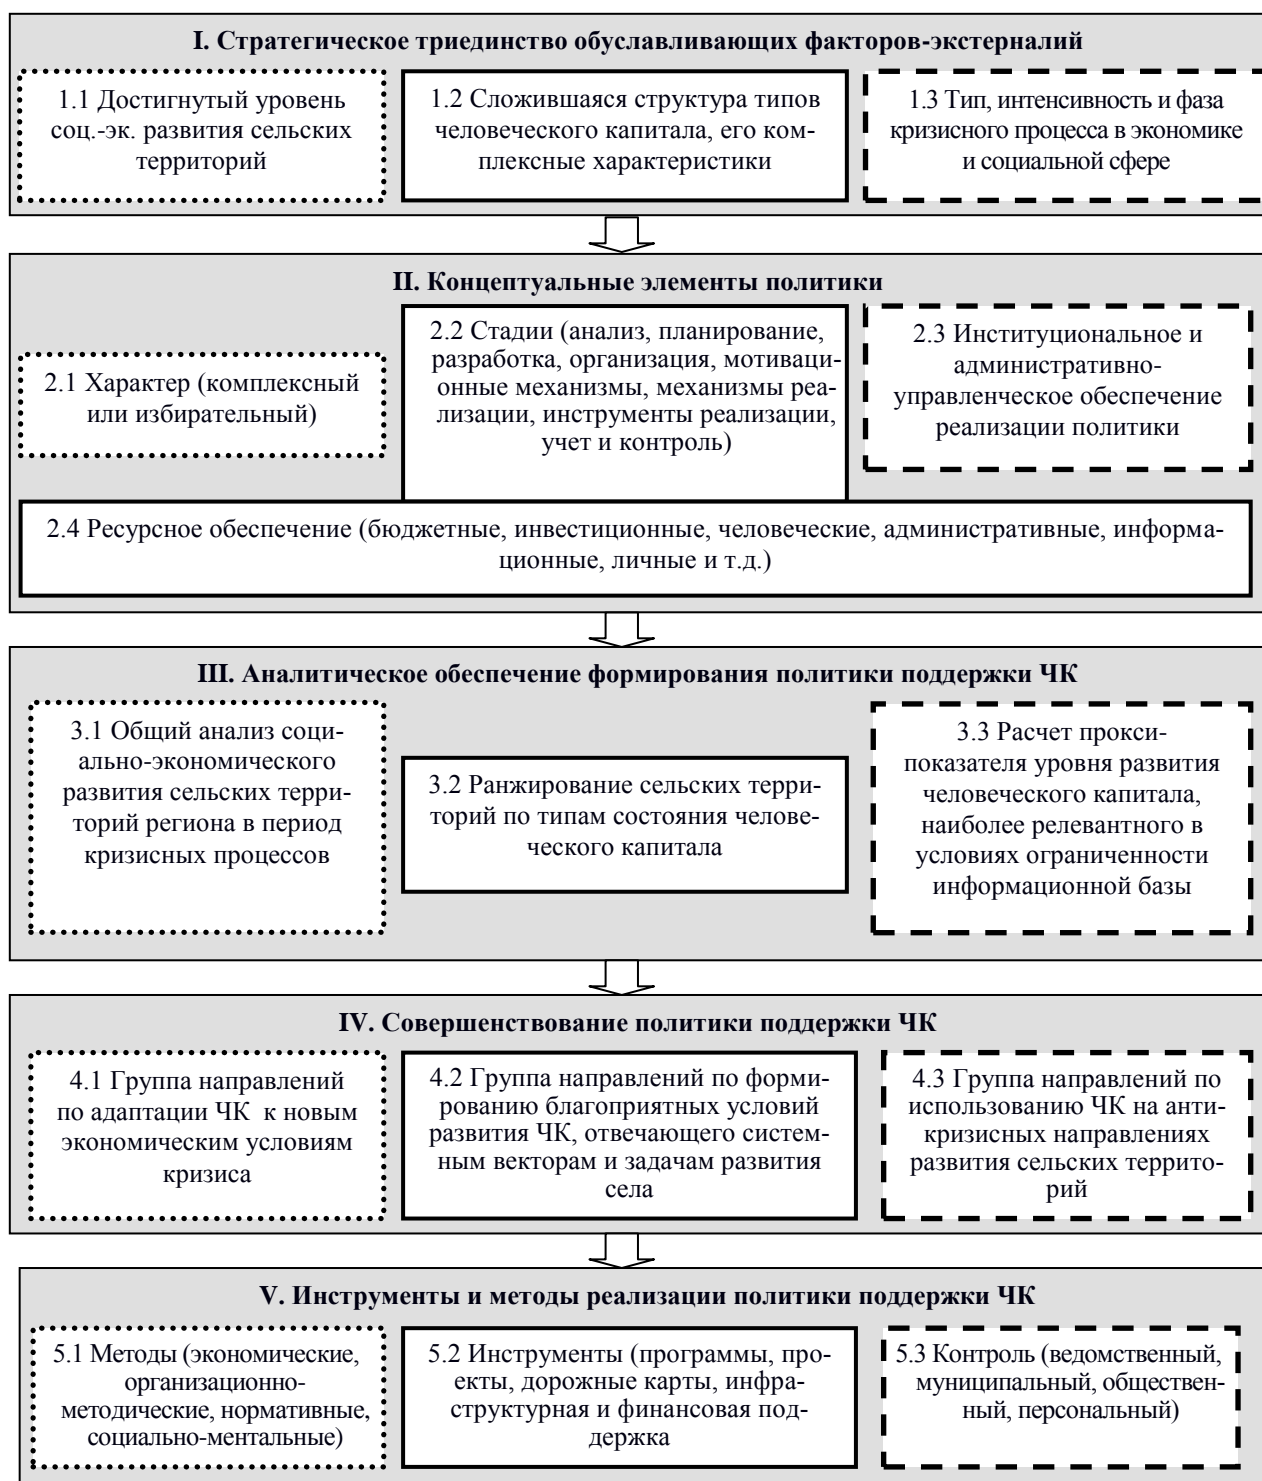 I. Стратегическое триединство обуславливающих факторов-экстерналий
1.1 Достигнутый уровень
соц.-эк. развития сельских
территорий
1.2 Сложившаяся структура типов
человеческого капитала, его ком-
плексные характеристики
1.3 Тип, интенсивность и фаза
кризисного процесса в экономике
и социальной сфере
II. Концептуальные элементы политики
2.1 Характер (комплексный
или избирательный)
2.2 Стадии (анализ, планирование,
разработка, организация, мотиваци-
онные механизмы, механизмы ре-
ализации, инструменты реализации,
учет и контроль)
2.3 Институциональное и
административно-
управленческое обеспечение
реализации политики
2.4 Ресурсное обеспечение (бюджетные, инвестиционные, человеческие, административные, информа-
ционные, личные и т.д.)
III. Аналитическое обеспечение формирования политики поддержки ЧК
3.1 Общий анализ соци-
ально-экономического
развития сельских терри-
торий региона в период
кризисных процессов
3.2 Ранжирование сельских терри-
торий по типам состояния челове-
ческого капитала
3.3 Расчет прокси-
показателя уровня развития
человеческого капитала,
наиболее релевантного в
условиях ограниченности
информационной базы
IV. Совершенствование политики поддержки ЧК
4.1 Группа направлений
по адаптации ЧК к новым
экономическим условиям
кризиса
4.2 Группа направлений по форми-
рованию благоприятных условий
развития ЧК, отвечающего систем-
ным векторам и задачам развития
села
4.3 Группа направлений по
использованию ЧК на анти-
кризисных направлениях
развития сельских террито-
рий
V. Инструменты и методы реализации политики поддержки ЧК
5.1 Методы (экономические,
организационно-
методические, нормативные,
социально-ментальные)
5.2 Инструменты (программы, про-
екты, дорожные карты, инфра-
структурная и финансовая под-
держка
5.3 Контроль (ведомственный,
муниципальный, обществен-
ный, персональный)